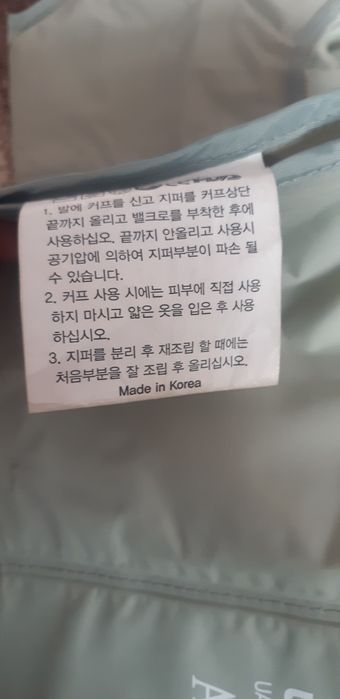 1. 발에 커프를 신고 지퍼를 커프상단
끝까지 올리고 밸크로를 부착한 후에
사용하십오. 끝까지 안올리고 사용시
공기압에 의하여 지퍼부분이 파손 될
수 있습니다.
2. 커프 사용 시에는 피부에 직접 사용
하지 마시고 얇은 옷을 입은 후 사용
하십시오.
3. 지퍼를 분리 후 재조립 할 때에는
처음부분을 잘 조립 후 올리십시오.
Made in Korea